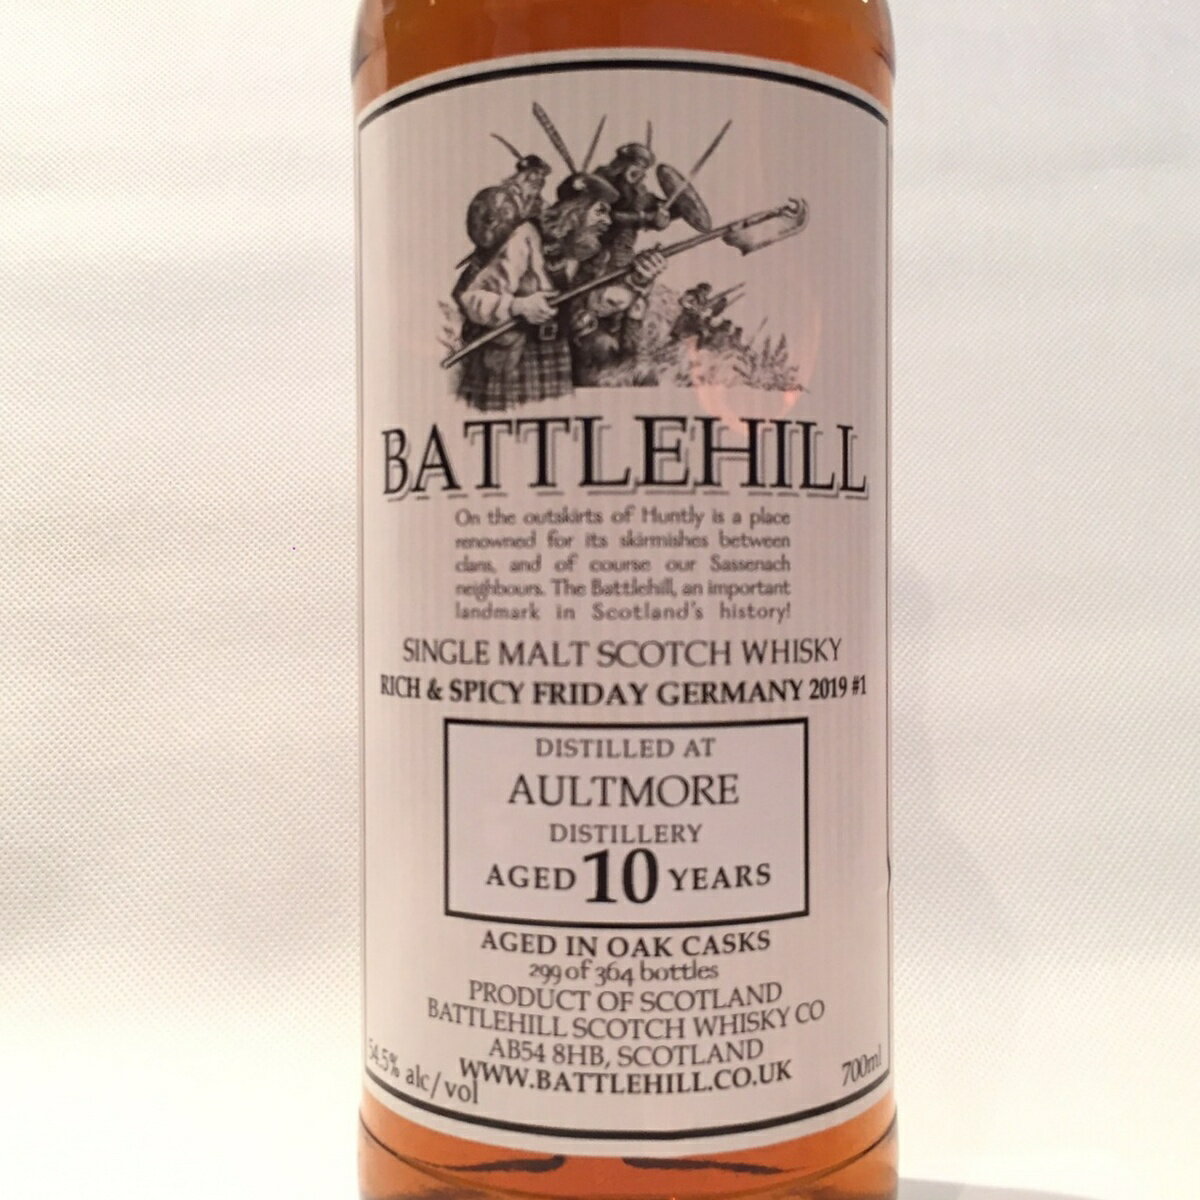 BATTLEHILL
On the outskirts of Huntly is a place
renowned for its skirmishes between
clans, and of course our Sassenach
neighbours. The Battlehill, an important
landmark in Scotland's history!
SINGLE MALT SCOTCH WHISKY
RICH & SPICY FRIDAY GERMANY 2019 #1
DISTILLED AT
AULTMORE
DISTILLERY
AGED 10 YEARS
AGED IN OAK CASKS
299 of 364 bottles
PRODUCT OF SCOTLAND
BATTLEHILL SCOTCH WHISKY CO
AB54 8HB, SCOTLAND
WWW.BATTLEHILL.CO.UK
54.5% alc/vol
700ml